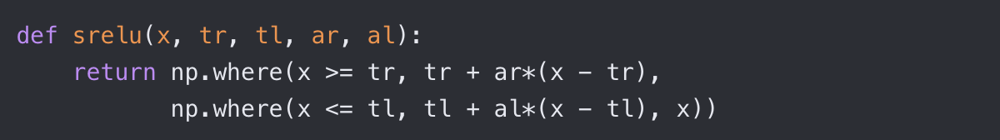 def srelu(x, tr, tl, ar, al):
    return np.where(x >= tr, tr + ar*(x - tr),
           np.where(x <= tl, tl + al*(x - tl), x))